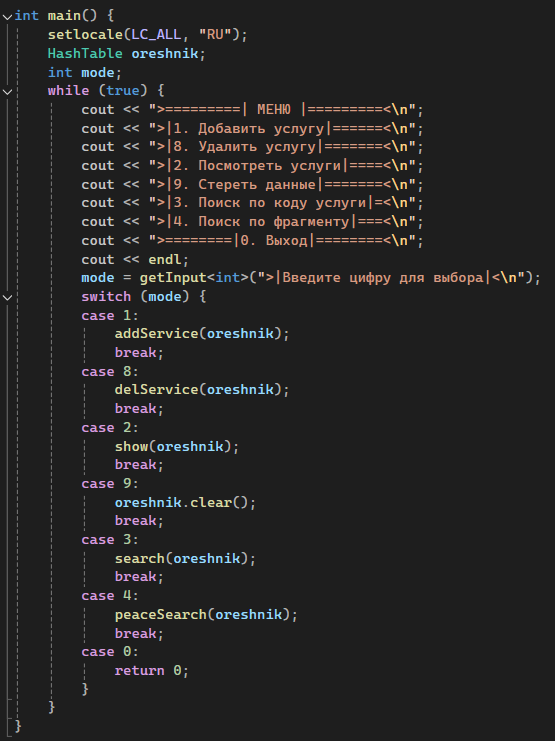 int main() {
    setlocale(LC_ALL, "RU");
    HashTable oreshnik;
    int mode;
    while (true) {
        cout << ">=========| МЕНЮ |=========<\n";
        cout << ">|1. Добавить услугу|======<\n";
        cout << ">|8. Удалить услугу|=======<\n";
        cout << ">|2. Посмотреть услуги|====<\n";
        cout << ">|9. Стереть данные|=======<\n";
        cout << ">|3. Поиск по коду услуги|=<\n";
        cout << ">|4. Поиск по фрагменту|===<\n";
        cout << ">========|0. Выход|========<\n";
        cout << endl;
        mode = getInput<int>(">|Введите цифру для выбора|<\n");
        switch (mode) {
        case 1:
            addService(oreshnik);
            break;
        case 8:
            delService(oreshnik);
            break;
        case 2:
            show(oreshnik);
            break;
        case 9:
            oreshnik.clear();
            break;
        case 3:
            search(oreshnik);
            break;
        case 4:
            peaceSearch(oreshnik);
            break;
        case 0:
            return 0;
        }
    }
}